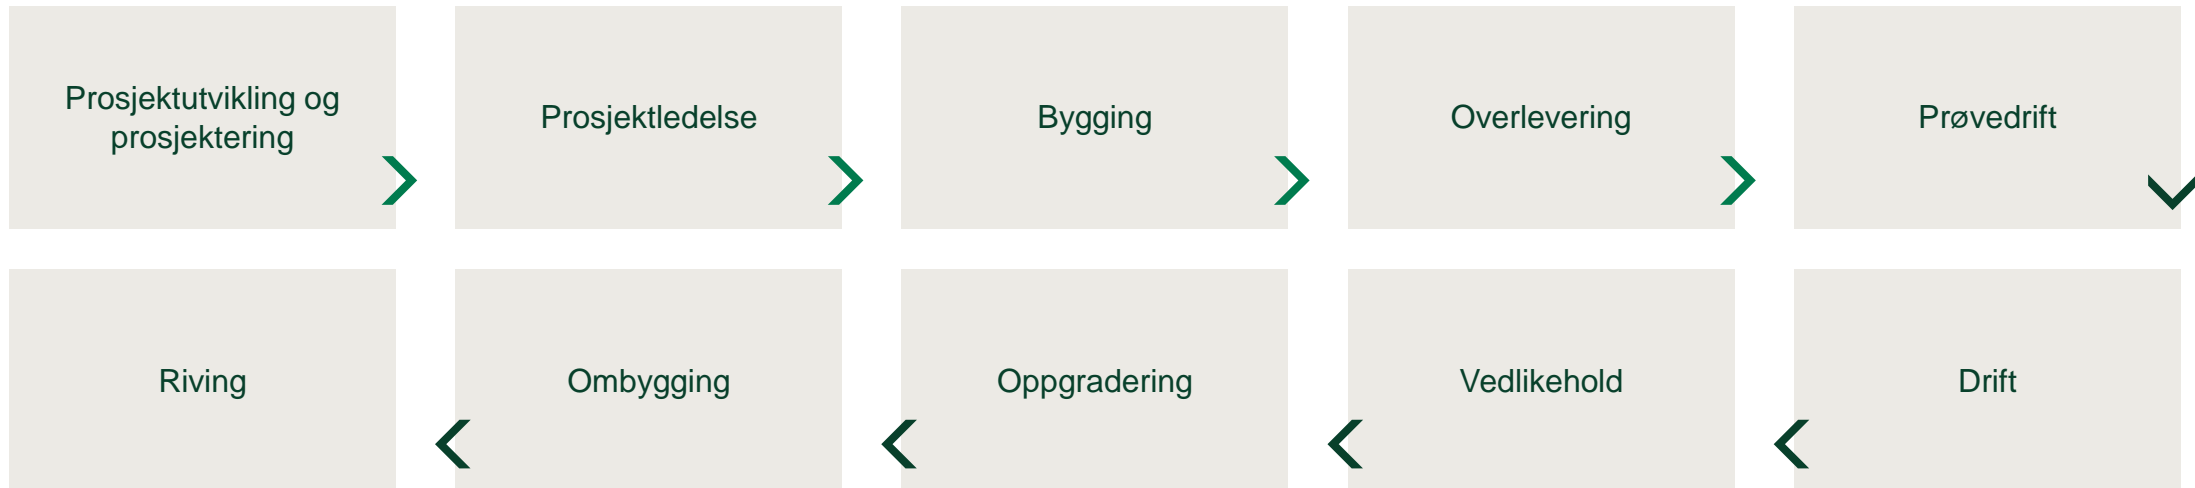 Prosjektutvikling og
prosjektering
Prosjektledelse
Bygging
Overlevering
Prøvedrift
Riving
Ombygging
Oppgradering
Vedlikehold
Drift